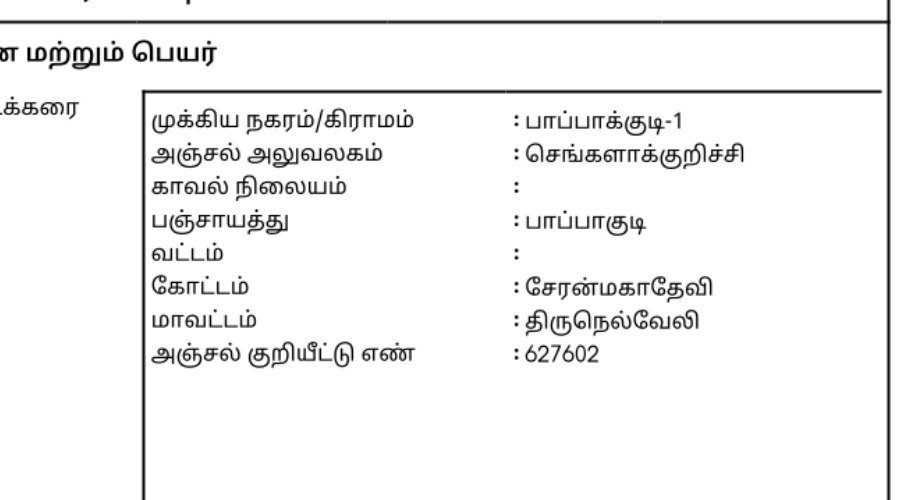 மற்றும் பெயர்
முக்கிய நகரம்/கிராமம் : பாப்பாக்குடி-1
அஞ்சல் அலுவலகம் : செங்களாக்குறிச்சி
காவல் நிலையம் :
பஞ்சாயத்து : பாப்பாகுடி
வட்டம் :
கோட்டம் : சேரன்மகாதேவி
மாவட்டம் : திருநெல்வேலி
அஞ்சல் குறியீட்டு எண் : 627602